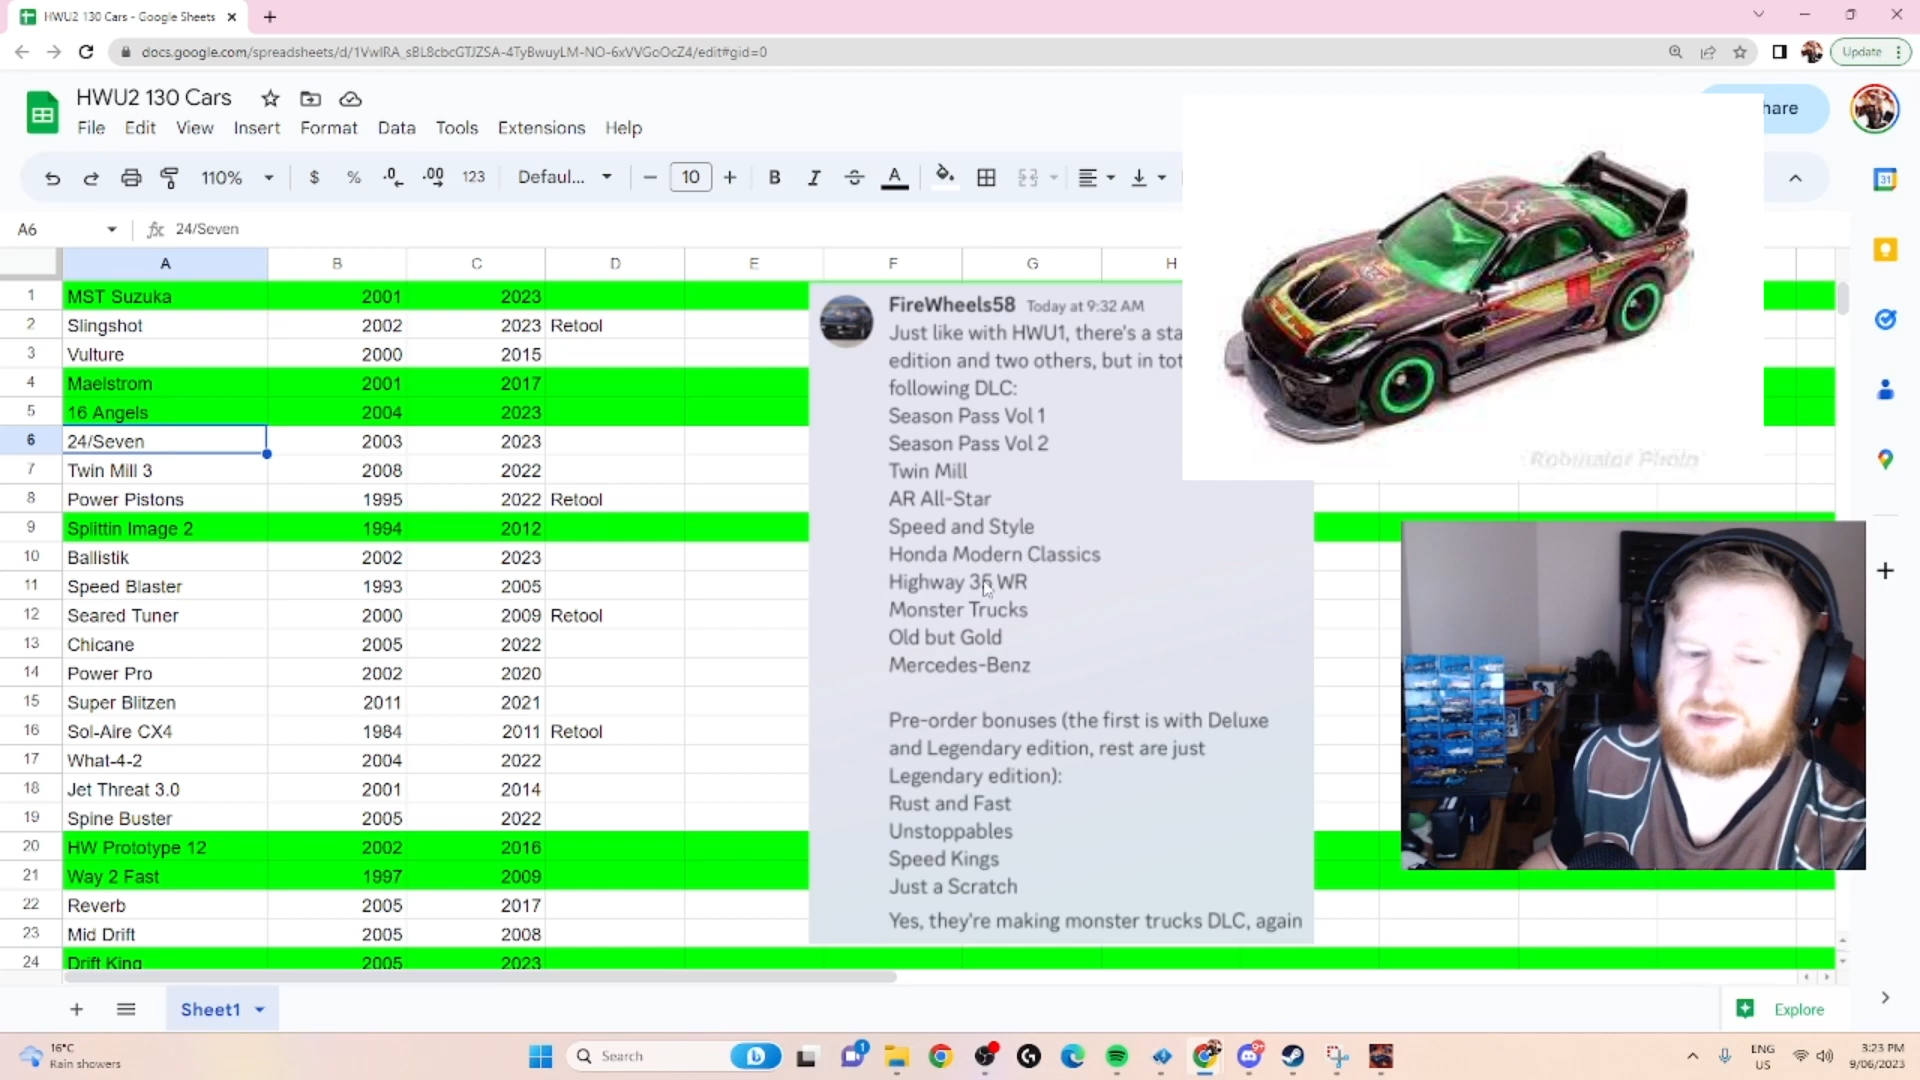 HWU2 130 Cars - Google Sheets
docs.google.com/spreadsheets/d/
Update
HWU2 130 Cars
File Edit View Insert Format Data Tools Extensions Help
hare
110% $ % .0 .00 123 Defaul... 10 B I A
31
A6 fx 24/Seven
A B C D E F G H
1 MST Suzuka 2001 2023
2 Slingshot 2002 2023 Retool
3 Vulture 2000 2015
4 Maelstrom 2001 2017
5 16 Angels 2004 2023
6 24/Seven 2003 2023
7 Twin Mill 3 2008 2022
8 Power Pistons 1995 2022 Retool
9 Splittin Image 2 1994 2012
10 Ballistik 2002 2023
11 Speed Blaster 1993 2005
12 Seared Tuner 2000 2009 Retool
13 Chicane 2005 2022
14 Power Pro 2002 2020
15 Super Blitzen 2011 2021
16 Sol-Aire CX4 1984 2011 Retool
17 What-4-2 2004 2022
18 Jet Threat 3.0 2001 2014
19 Spine Buster 2005 2022
20 HW Prototype 12 2002 2016
21 Way 2 Fast 1997 2009
22 Reverb 2005 2017
23 Mid Drift 2005 2008
24 Drift King 2005 2023
FireWheels58 Today at 9:32 AM
Just like with HWU1, there's a sta
edition and two others, but in tot
following DLC:
Season Pass Vol 1
Season Pass Vol 2
Twin Mill
AR All-Star
Speed and Style
Honda Modern Classics
Highway 35 WR
Monster Trucks
Old but Gold
Mercedes-Benz
Pre-order bonuses (the first is with Deluxe
and Legendary edition, rest are just
Legendary edition):
Rust and Fast
Unstoppables
Speed Kings
Just a Scratch
Yes, they're making monster trucks DLC, again
Robinator Photo
Sheet1
Explore
16°C
Rain showers
Search
1
ENG
US
3:23 PM
9/06/2023